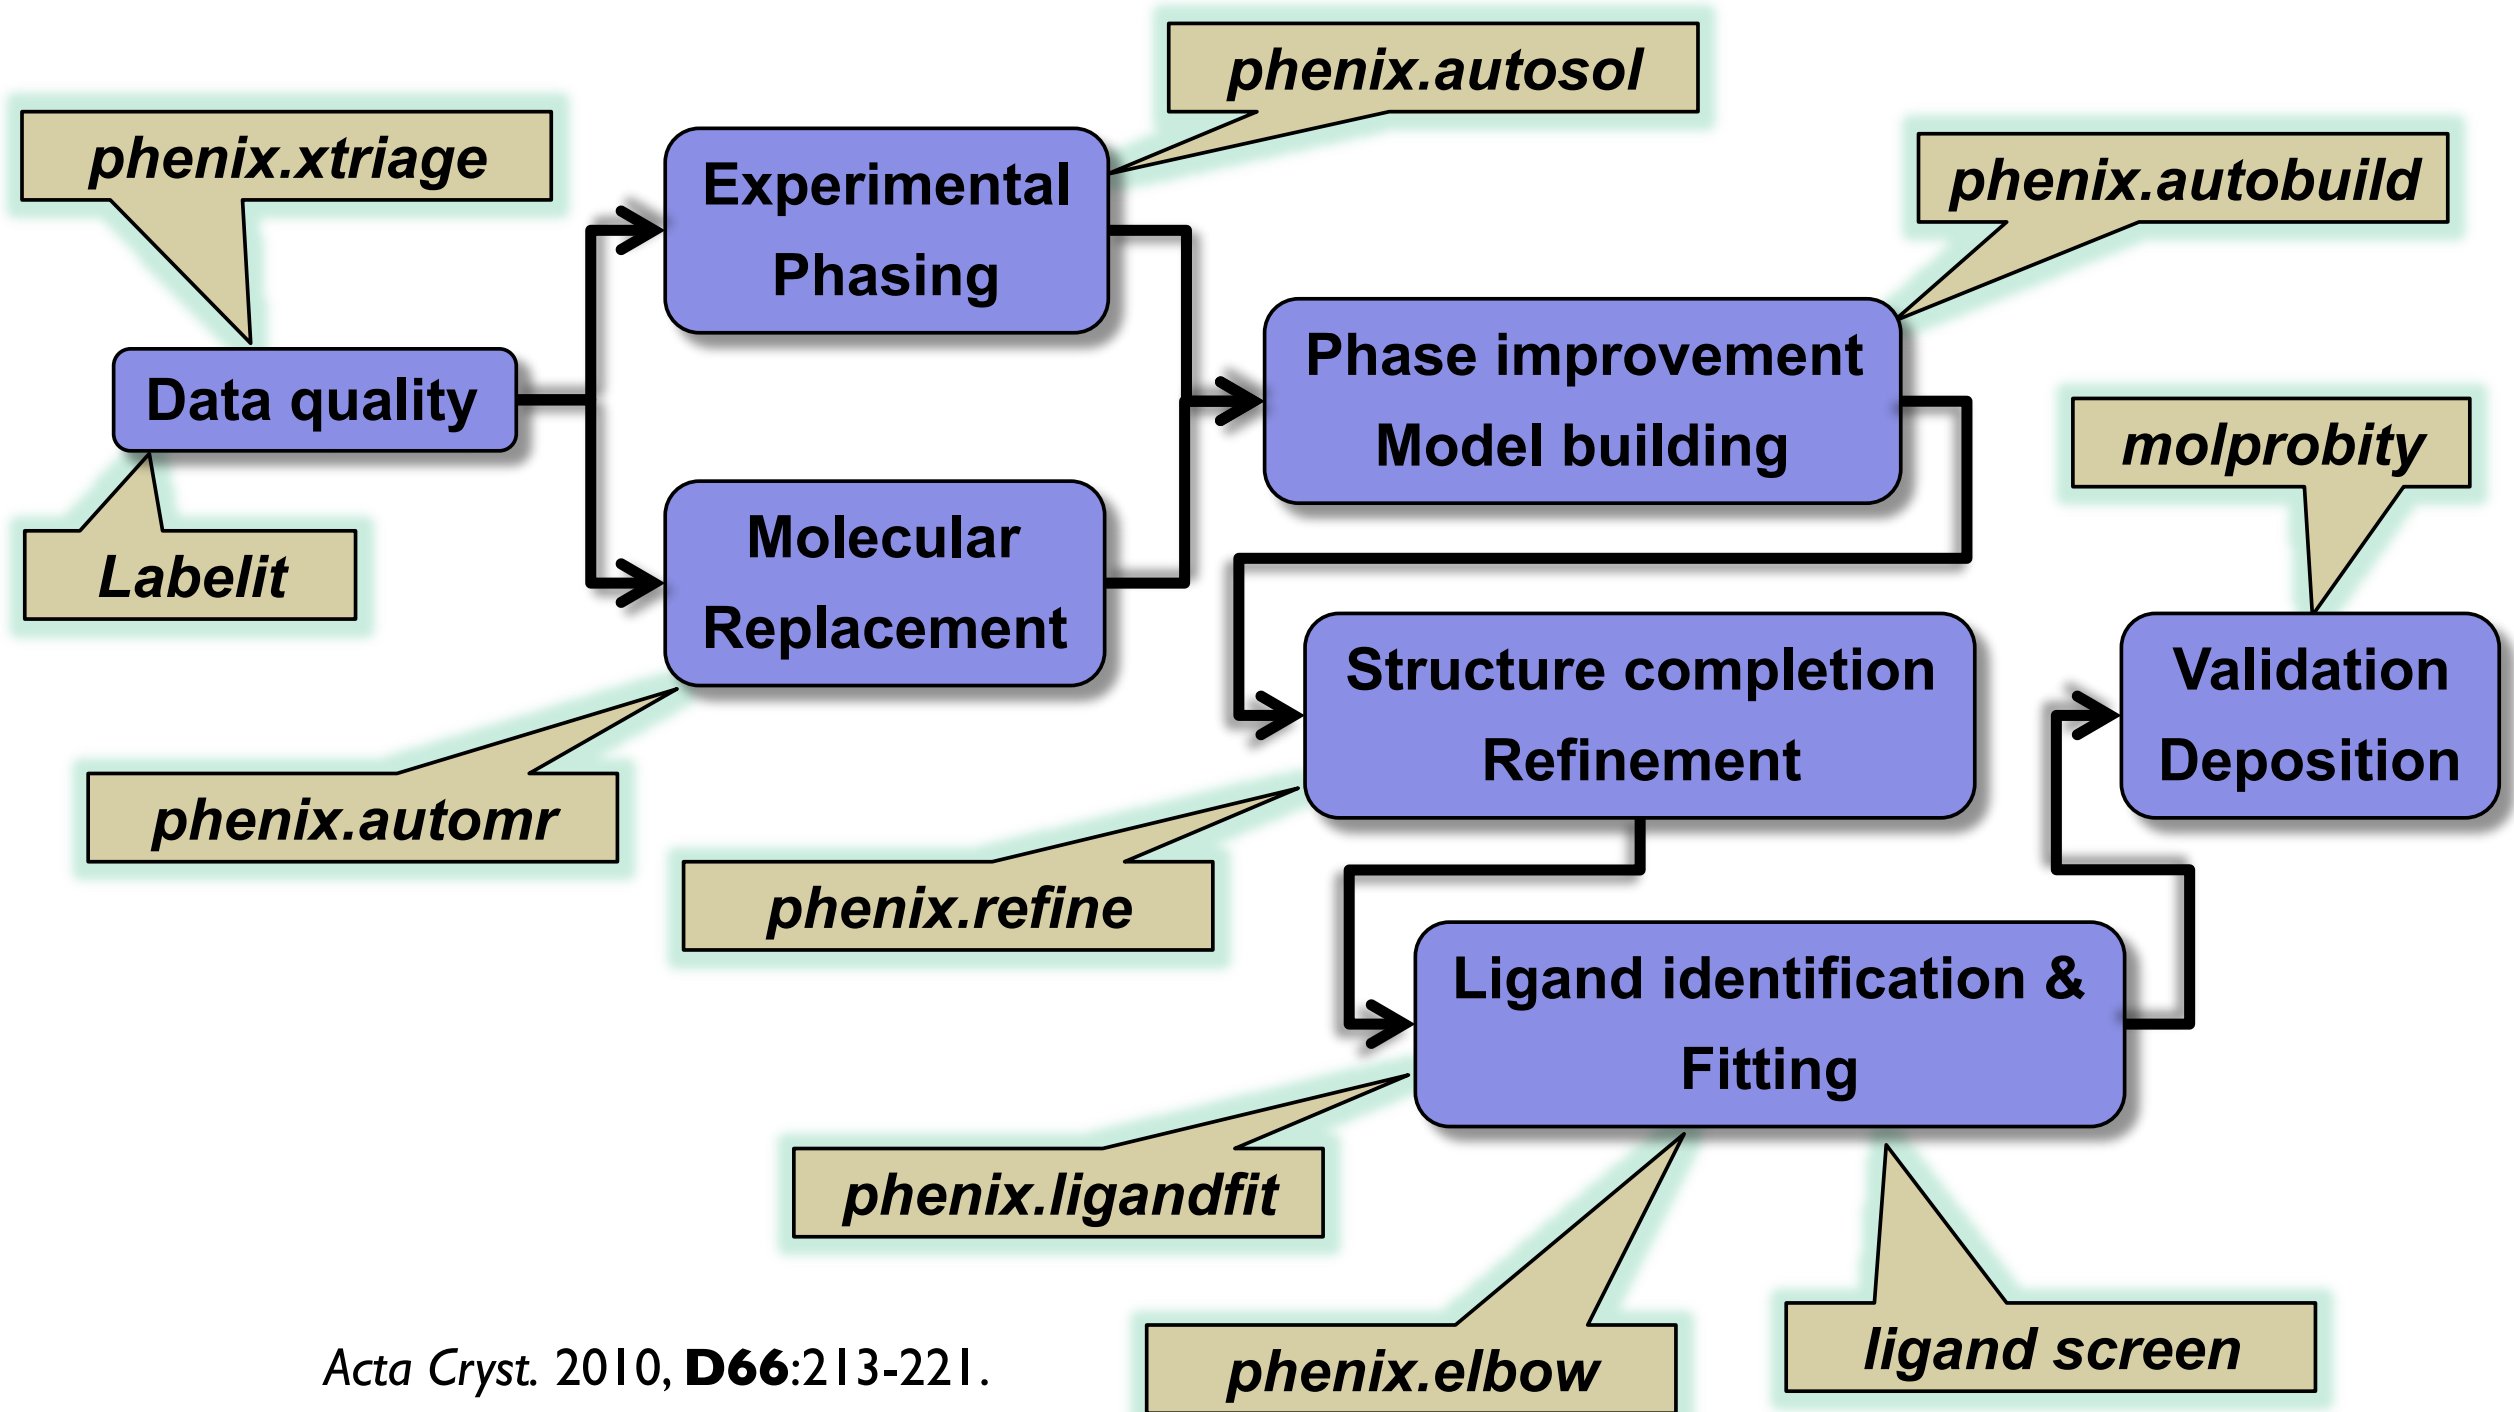 phenix.autosol
phenix.xtriage
Experimental
Phasing
phenix.autobuild
Data quality
Phase improvement
Model building
molprobity
Labelit
Molecular
Replacement
Structure completion
Refinement
Validation
Deposition
phenix.automr
phenix.refine
Ligand identification &
Fitting
phenix.ligandfit
phenix.elbow
ligand screen
Acta Cryst. 2010, D66:213-221.